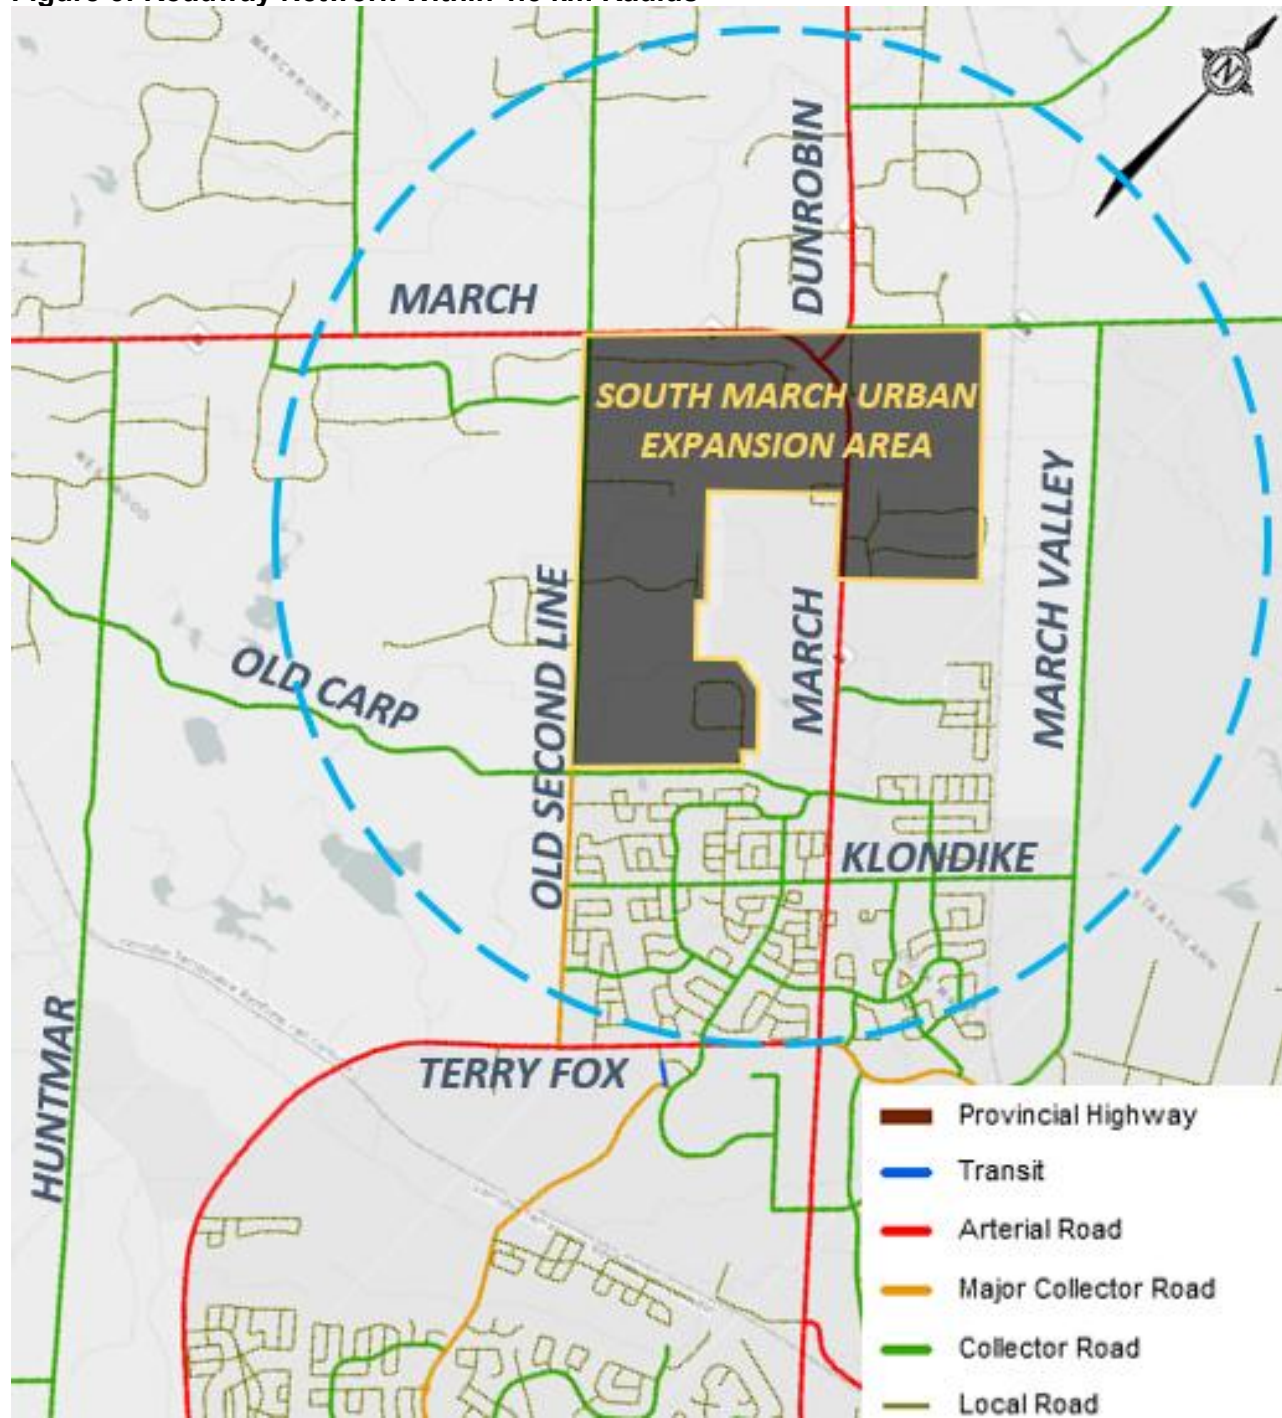 MARCHHURST
N
DUNROBIN
MARCH
SOUTH MARCH URBAN
EXPANSION AREA
MARCH VALLEY
OLD SECOND LINE
MARCH
OLD CARP
KLONDIKE
HUNTMAR
TERRY FOX
Provincial Highway
Transit
Arterial Road
Major Collector Road
Collector Road
Local Road